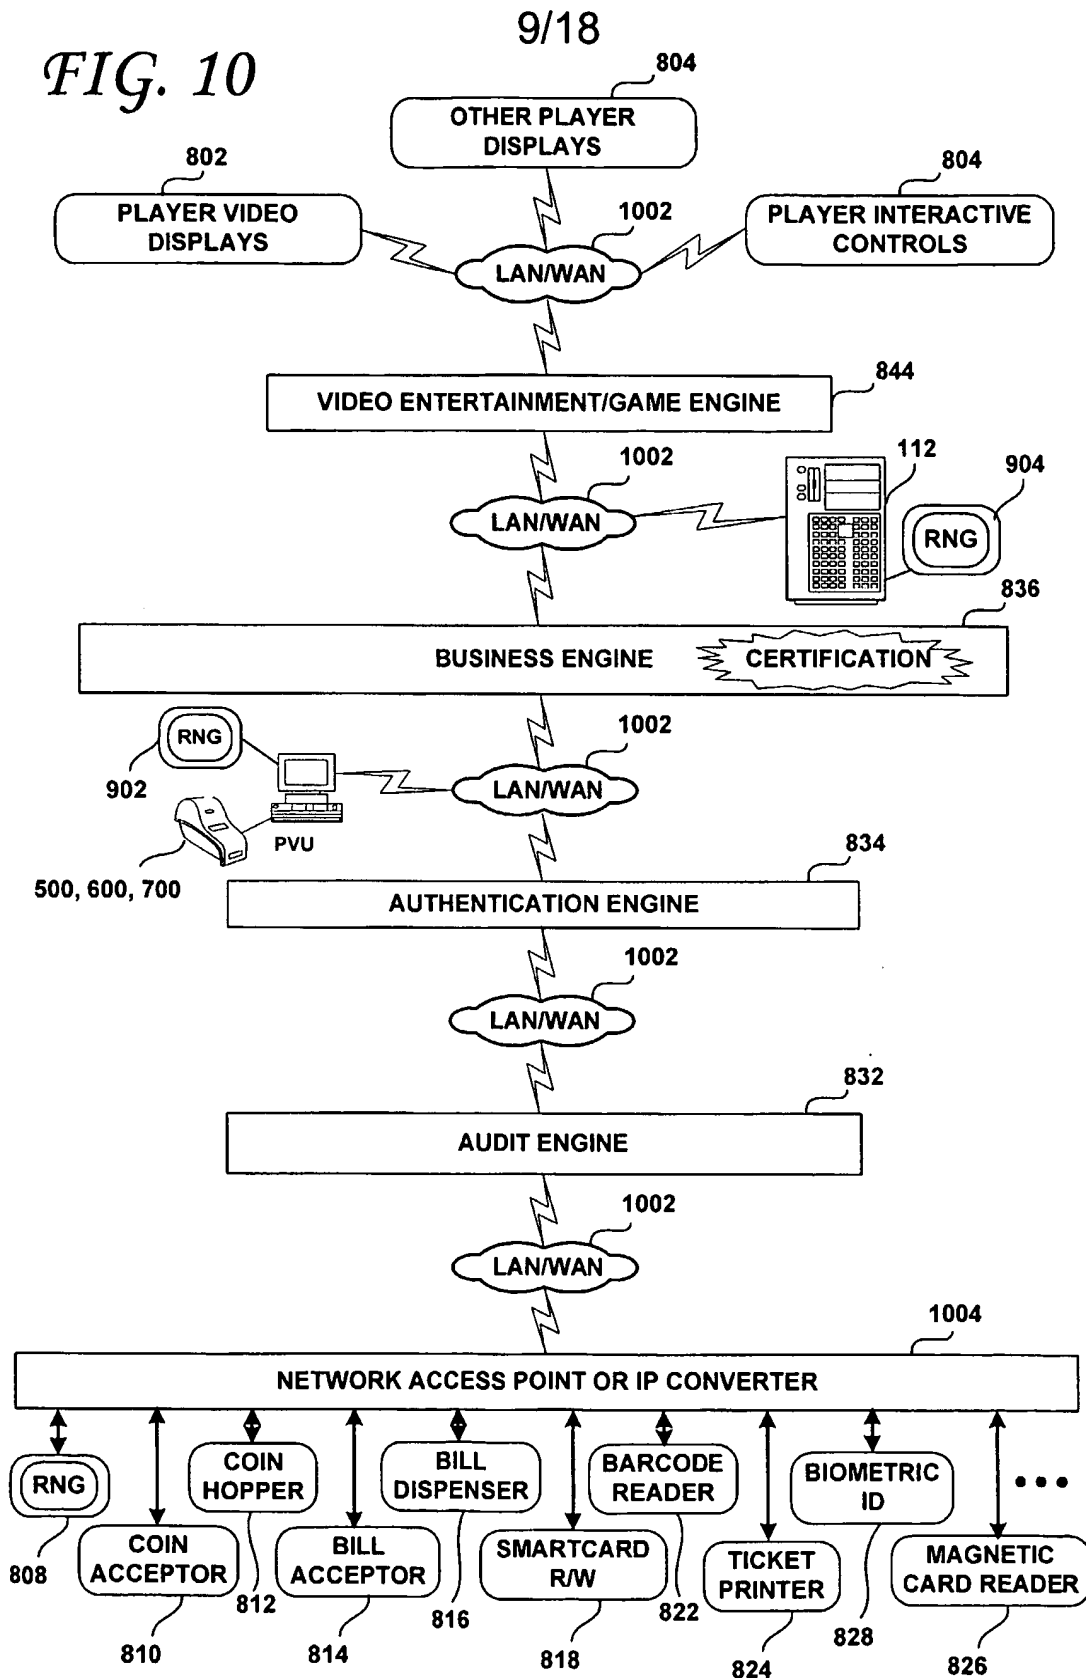 9/18
FIG. 10
804
OTHER PLAYER
DISPLAYS
802
PLAYER VIDEO
DISPLAYS
804
PLAYER INTERACTIVE
CONTROLS
1002
LAN/WAN
844
VIDEO ENTERTAINMENT/GAME ENGINE
1002
LAN/WAN
112
904
RNG
836
BUSINESS ENGINE
CERTIFICATION
RNG
902
PVU
500, 600, 700
1002
LAN/WAN
834
AUTHENTICATION ENGINE
1002
LAN/WAN
832
AUDIT ENGINE
1002
LAN/WAN
1004
NETWORK ACCESS POINT OR IP CONVERTER
RNG
808
COIN
ACCEPTOR
810
COIN
HOPPER
812
BILL
ACCEPTOR
814
BILL
DISPENSER
816
SMARTCARD
R/W
818
BARCODE
READER
822
TICKET
PRINTER
824
BIOMETRIC
ID
828
MAGNETIC
CARD READER
826